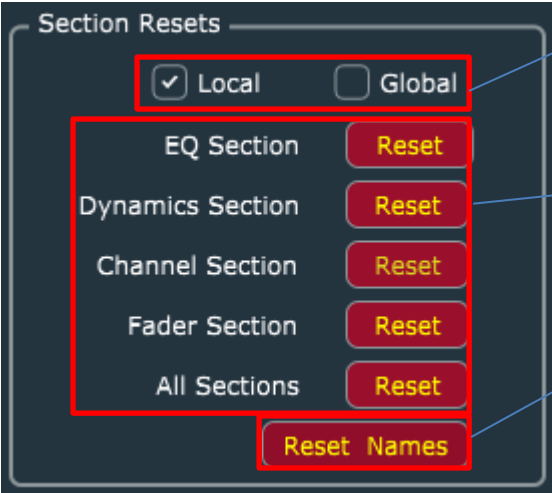 Section Resets
Local Global
EQ Section Reset
Dynamics Section Reset
Channel Section Reset
Fader Section Reset
All Sections Reset
Reset Names